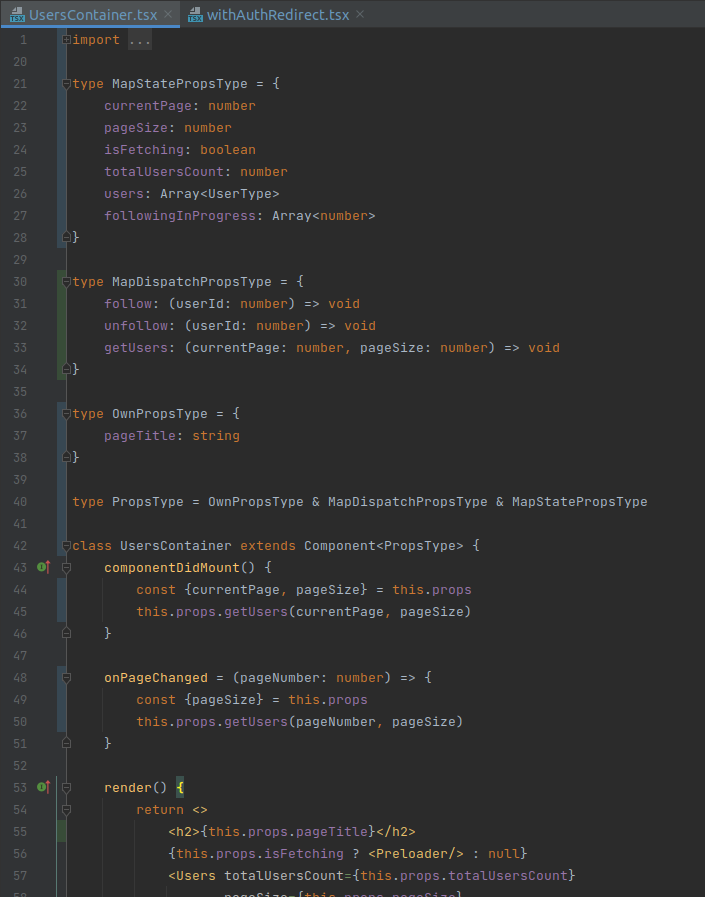 UsersContainer.tsx withAuthRedirect.tsx
1 import ...
20
21 type MapStatePropsType = {
22 currentPage: number
23 pageSize: number
24 isFetching: boolean
25 totalUsersCount: number
26 users: Array<UserType>
27 followingInProgress: Array<number>
28 }
29
30 type MapDispatchPropsType = {
31 follow: (userId: number) => void
32 unfollow: (userId: number) => void
33 getUsers: (currentPage: number, pageSize: number) => void
34 }
35
36 type OwnPropsType = {
37 pageTitle: string
38 }
39
40 type PropsType = OwnPropsType & MapDispatchPropsType & MapStatePropsType
41
42 class UsersContainer extends Component<PropsType> {
43 componentDidMount() {
44 const {currentPage, pageSize} = this.props
45 this.props.getUsers(currentPage, pageSize)
46 }
47
48 onPageChanged = (pageNumber: number) => {
49 const {pageSize} = this.props
50 this.props.getUsers(pageNumber, pageSize)
51 }
52
53 render() {
54 return <>
55 <h2>{this.props.pageTitle}</h2>
56 {this.props.isFetching ? <Preloader/> : null}
57 <Users totalUsersCount={this.props.totalUsersCount}
58 pageSize={this.props.pageSize}